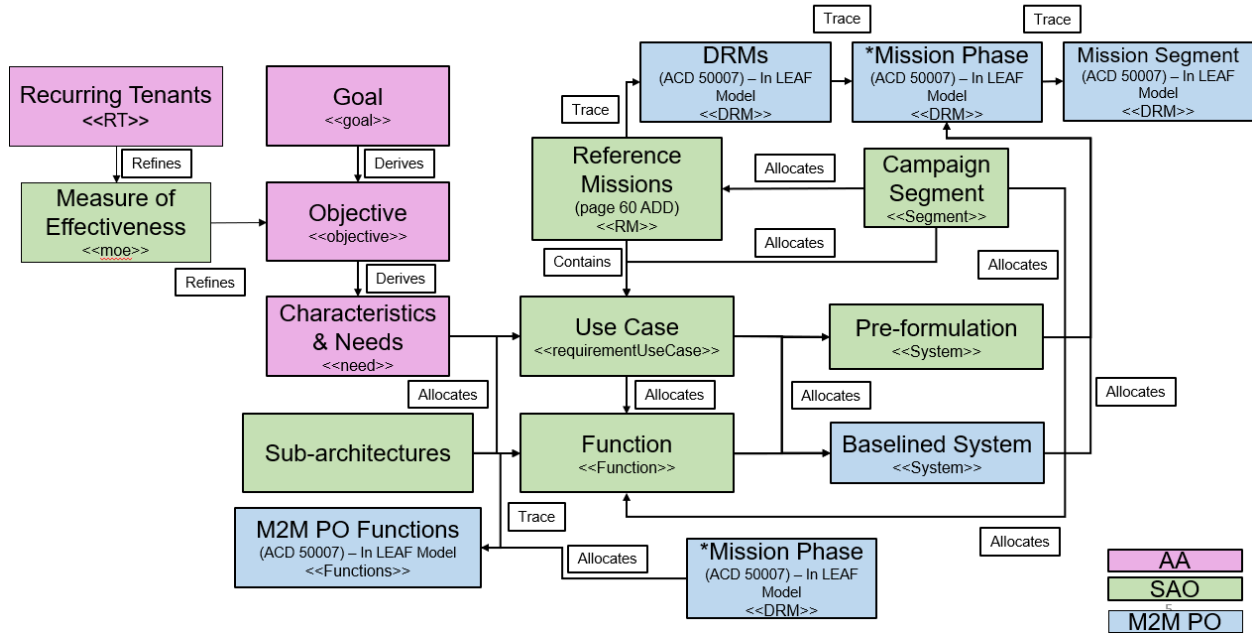 Trace
Trace
DRMs
(ACD 50007) – In LEAF
Model
<<DRM>>
*Mission Phase
(ACD 50007) – In LEAF
Model
<<DRM>>
Mission Segment
(ACD 50007) – In LEAF
Model
<<DRM>>
Recurring Tenants
<<RT>>
Goal
<<goal>>
Trace
Refines
Derives
Reference
Missions
(page 60 ADD)
<<RM>>
Allocates
Campaign
Segment
<<Segment>>
Measure of
Effectiveness
<<moe>>
Objective
<<objective>>
Allocates
Refines
Derives
Contains
Allocates
Characteristics
& Needs
<<need>>
Use Case
<<requirementUseCase>>
Pre-formulation
<<System>>
Allocates
Allocates
Allocates
Allocates
Sub-architectures
Function
<<Function>>
Baselined System
<<System>>
M2M PO Functions
(ACD 50007) – In LEAF Model
<<Functions>>
Trace
Allocates
*Mission Phase
(ACD 50007) – In LEAF
Model
<<DRM>>
Allocates
AA
SAO
5
M2M PO